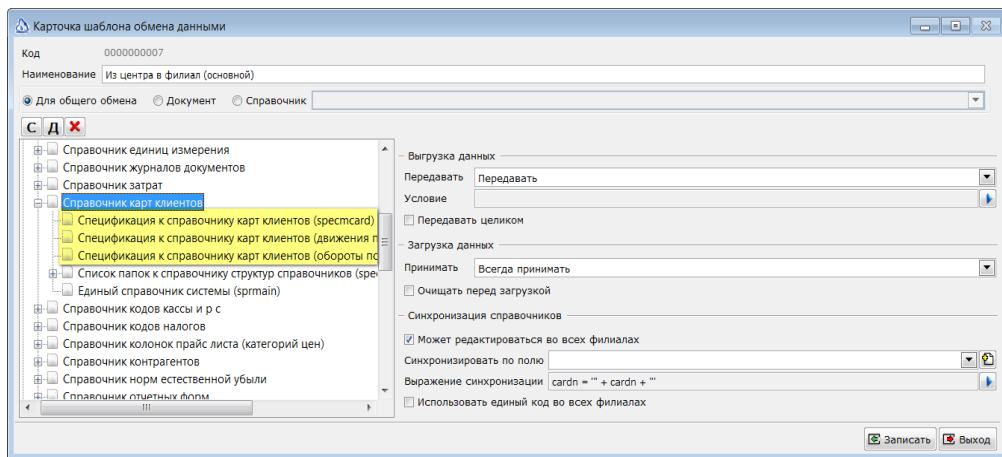 Карточка шаблона обмена данными
Код 0000000007
Наименование Из центра в филиал (основной)
Для общего обмена Документ Справочник
С Д
Справочник единиц измерения
Справочник журналов документов
Справочник затрат
Справочник карт клиентов
Спецификация к справочнику карт клиентов (specmcard)
Спецификация к справочнику карт клиентов (движения п
Спецификация к справочнику карт клиентов (обороты по
Список папок к справочнику структур справочников (spe
Единый справочник системы (sprmain)
Справочник кодов кассы и р с
Справочник кодов налогов
Справочник колонок прайс листа (категорий цен)
Справочник контрагентов
Справочник норм естественной убыли
Справочник отчетных форм
Выгрузка данных
Передавать Передавать
Условие
Передавать целиком
Загрузка данных
Принимать Всегда принимать
Очищать перед загрузкой
Синхронизация справочников
Может редактироваться во всех филиалах
Синхронизировать по полю
Выражение синхронизации cardn = '" + cardn + "'
Использовать единый код во всех филиалах
Записать Выход